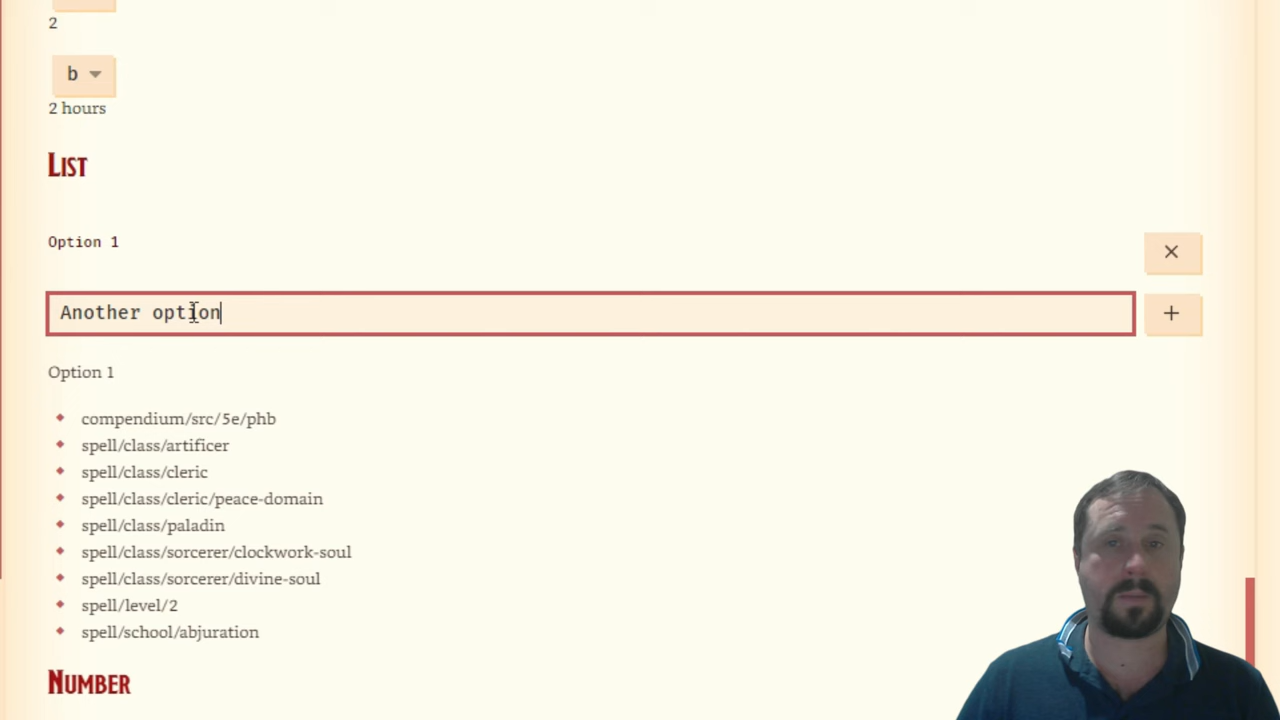 2
b
2 hours
List
Option 1
×
Another option
+
Option 1
compendium/src/5e/phb
spell/class/artificer
spell/class/cleric
spell/class/cleric/peace-domain
spell/class/paladin
spell/class/sorcerer/clockwork-soul
spell/class/sorcerer/divine-soul
spell/level/2
spell/school/abjuration
Number